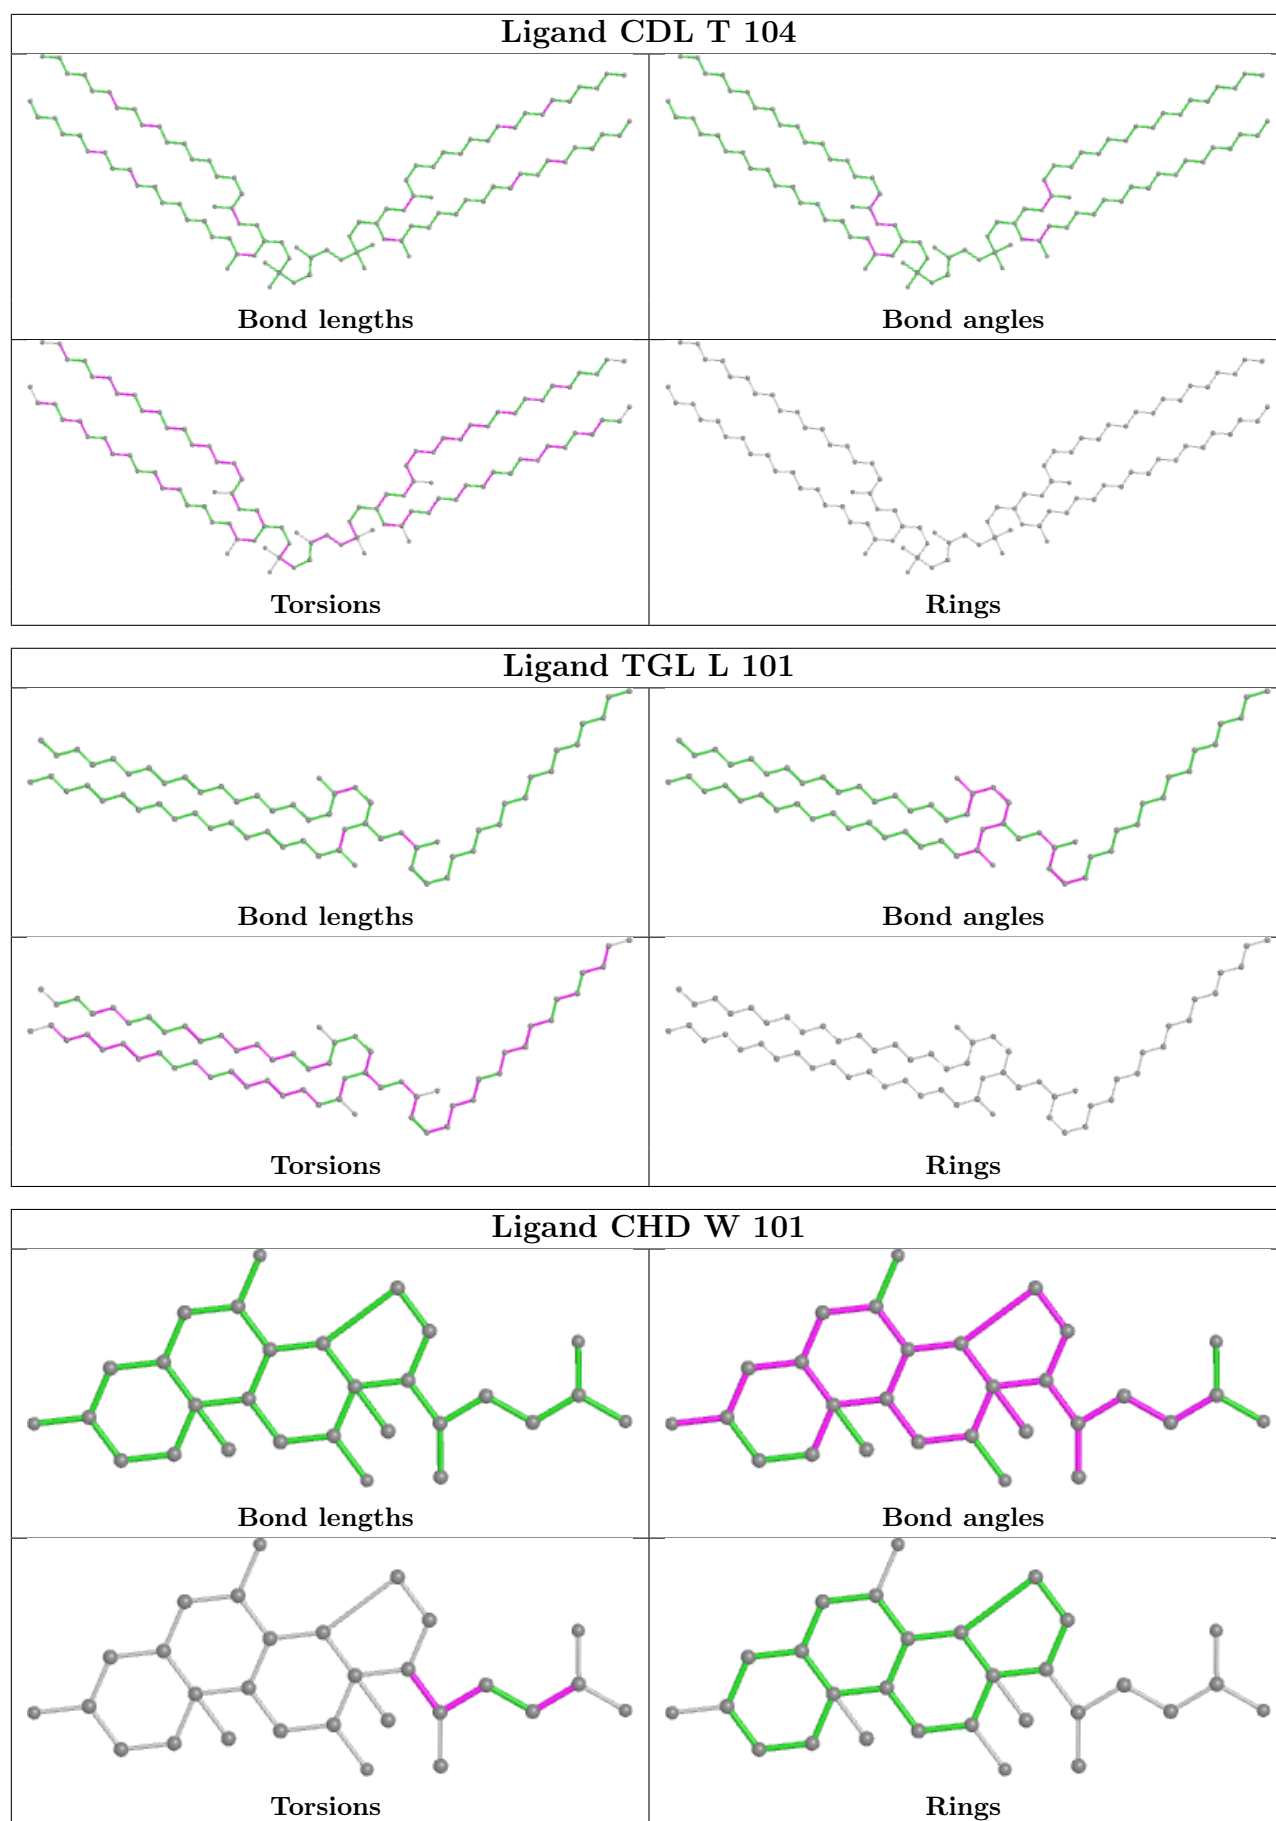 Ligand CDL T 104
Bond lengths
Bond angles
Torsions
Rings
Ligand TGL L 101
Bond lengths
Bond angles
Torsions
Rings
Ligand CHD W 101
Bond lengths
Bond angles
Torsions
Rings